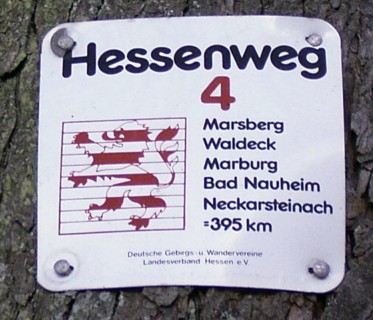 Hessenweg
4
Marsberg
Waldeck
Marburg
Bad Nauheim
Neckarsteinach
=395 km
Deutsche Gebirgs- u. Wandervereine
Landesverband Hessen e.V.